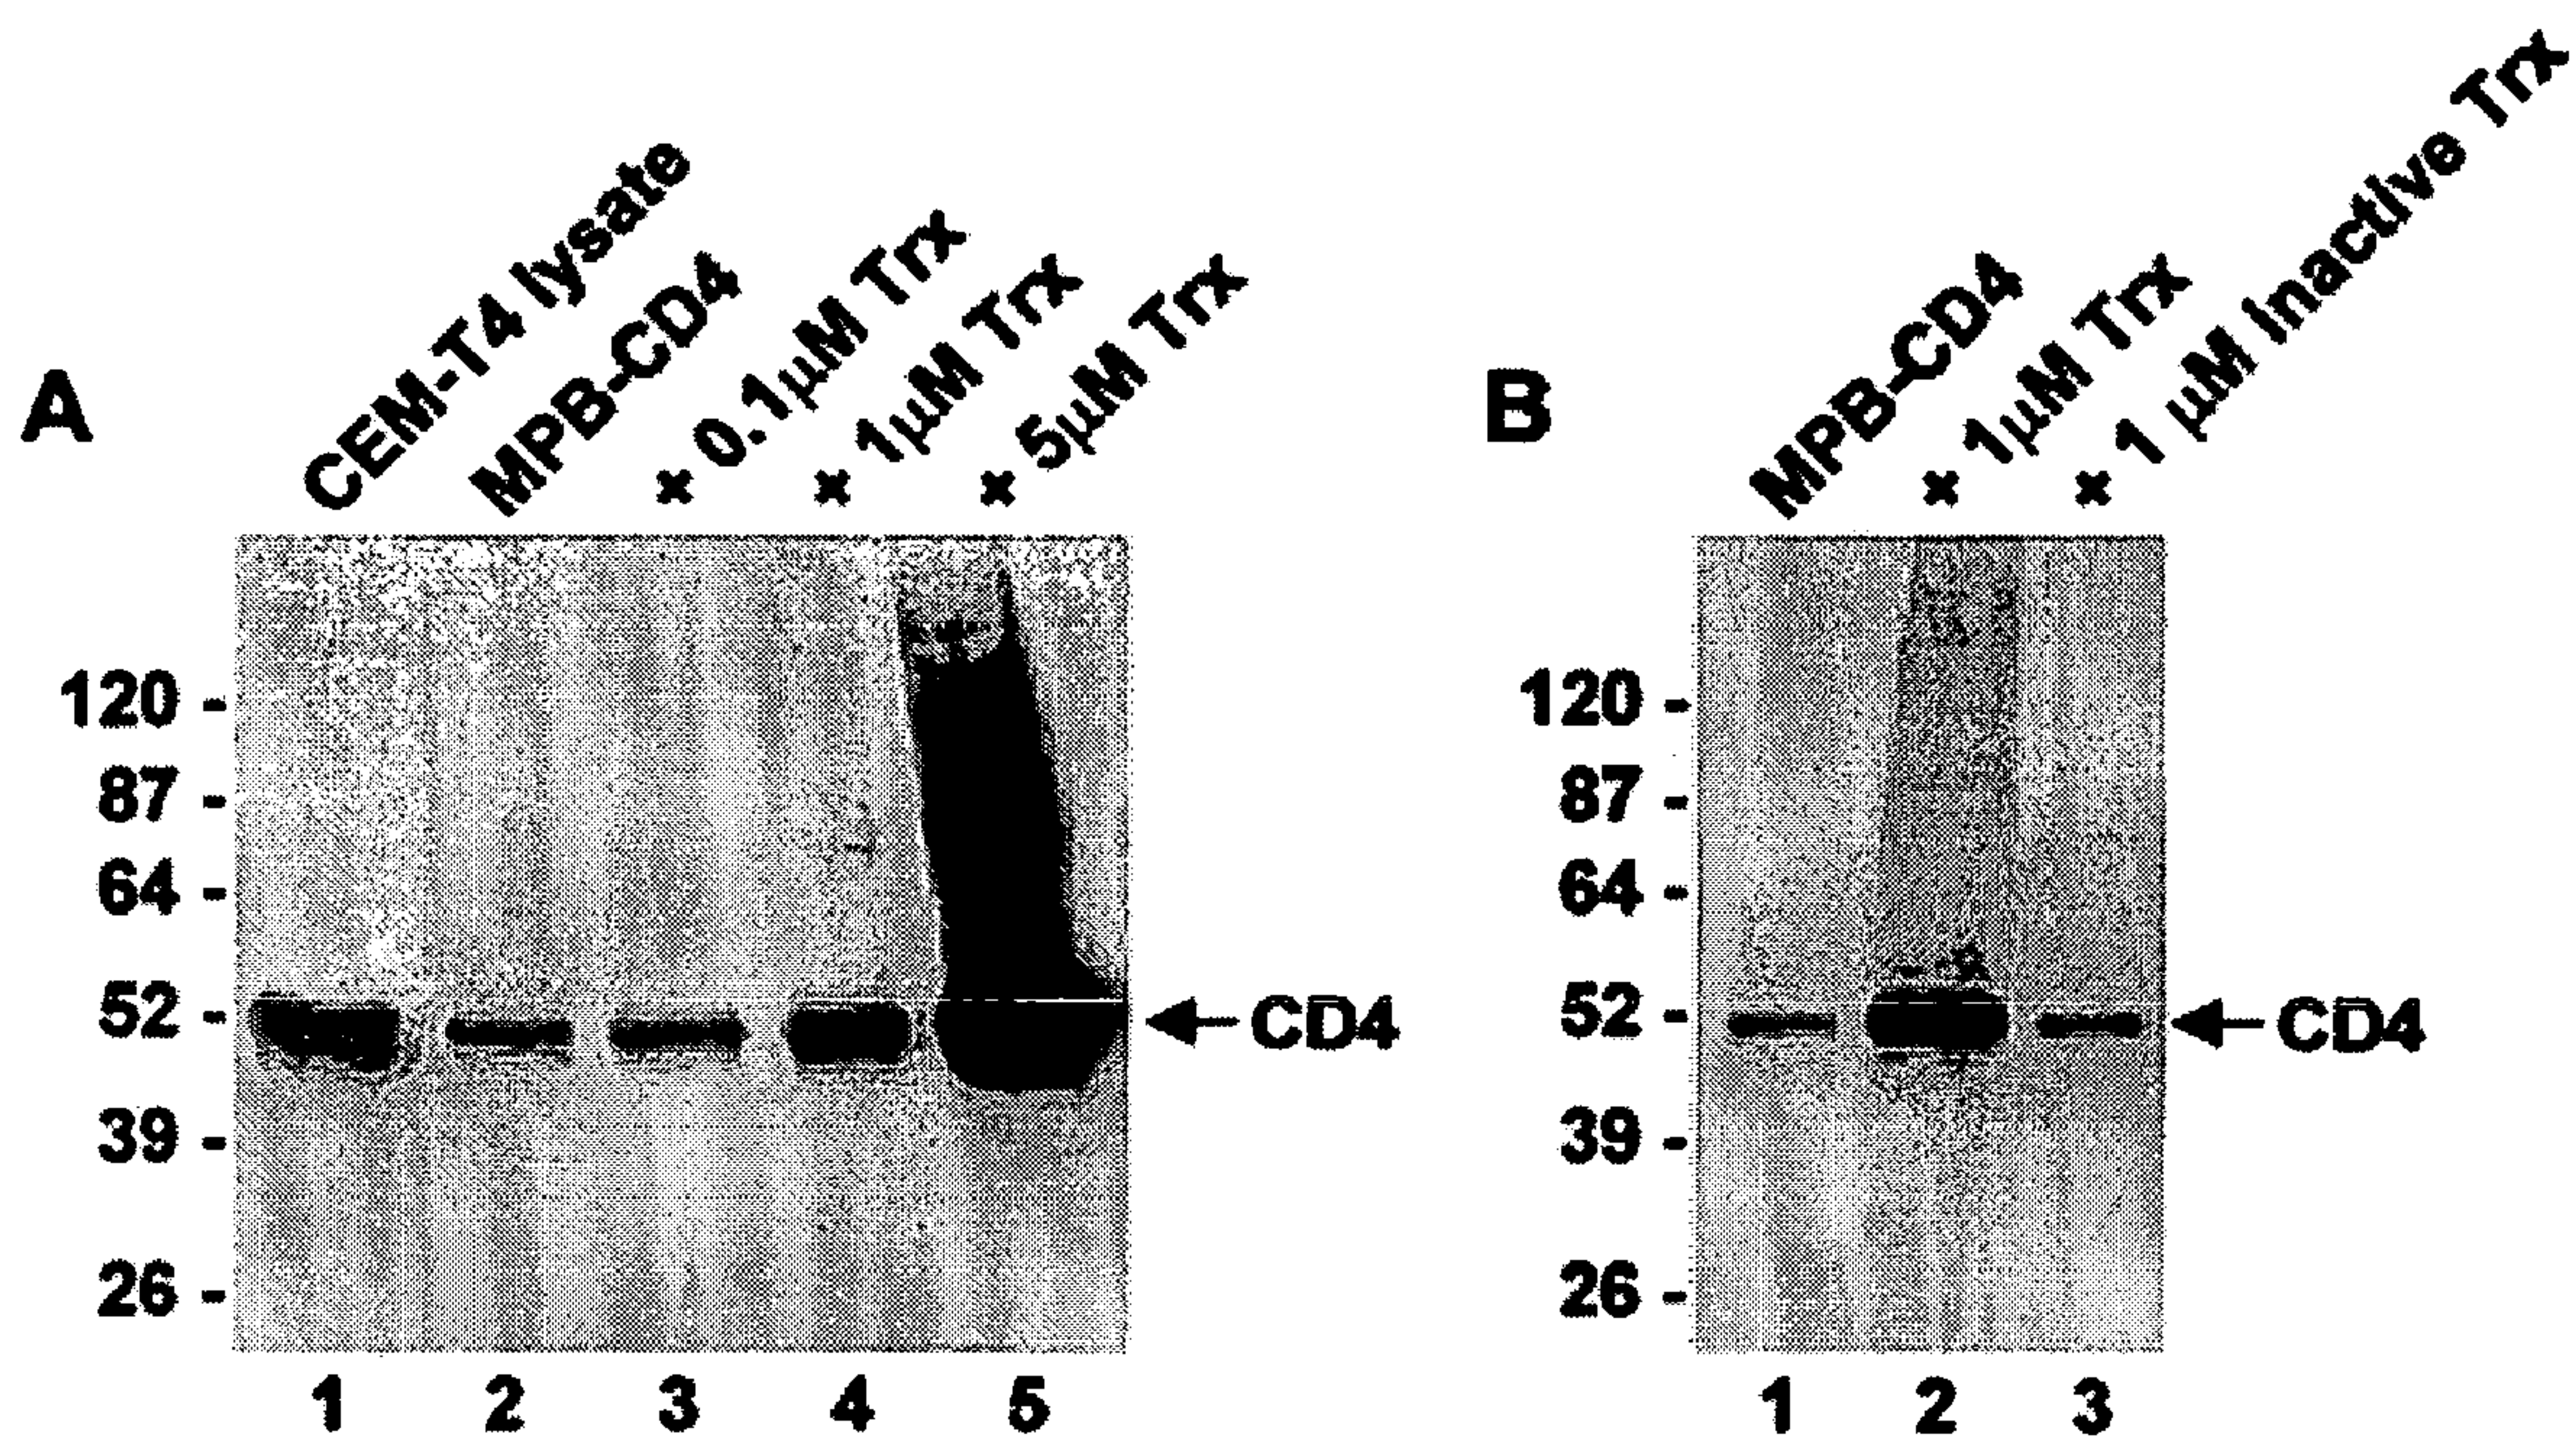 A
CEM-T4 lysate
MPB-CD4
+ 0.1μM Trx
+ 1μM Trx
+ 5μM Trx
120 -
87 -
64 -
52 -
39 -
26 -
CD4
1 2 3 4 5
B
MPB-CD4
+ 1μM Trx
+ 1 μM Inactive Trx
120 -
87 -
64 -
52 -
39 -
26 -
CD4
1 2 3